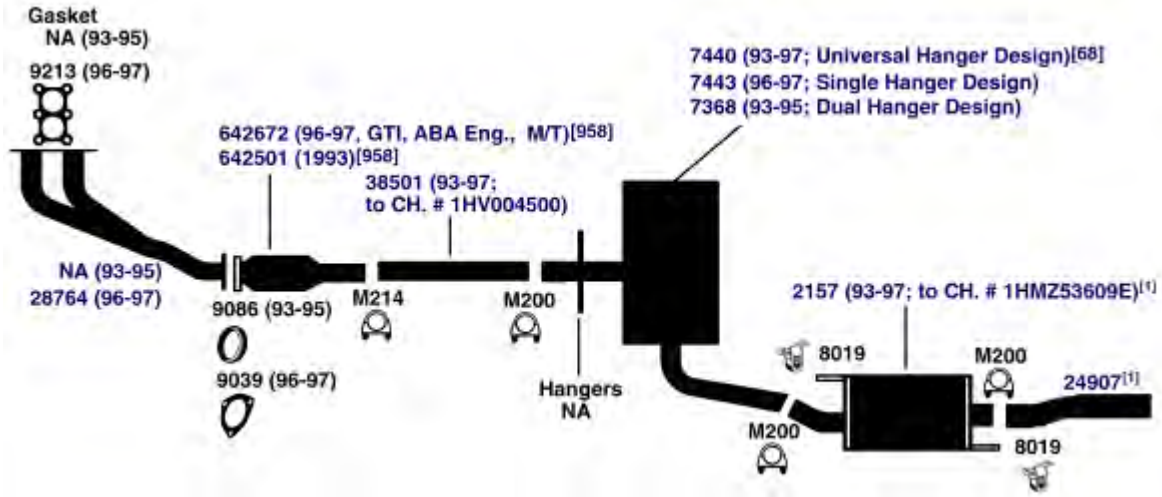 Gasket
NA (93-95)
9213 (96-97)
7440 (93-97; Universal Hanger Design)[68]
7443 (96-97; Single Hanger Design)
7368 (93-95; Dual Hanger Design)
642672 (96-97, GTI, ABA Eng., M/T)[958]
642501 (1993)[958]
38501 (93-97;
to CH. # 1HV004500)
NA (93-95)
28764 (96-97)
9086 (93-95)
9039 (96-97)
M214
M200
Hangers
NA
2157 (93-97; to CH. # 1HMZ53609E)[1]
8019
M200
24907[1]
M200
8019